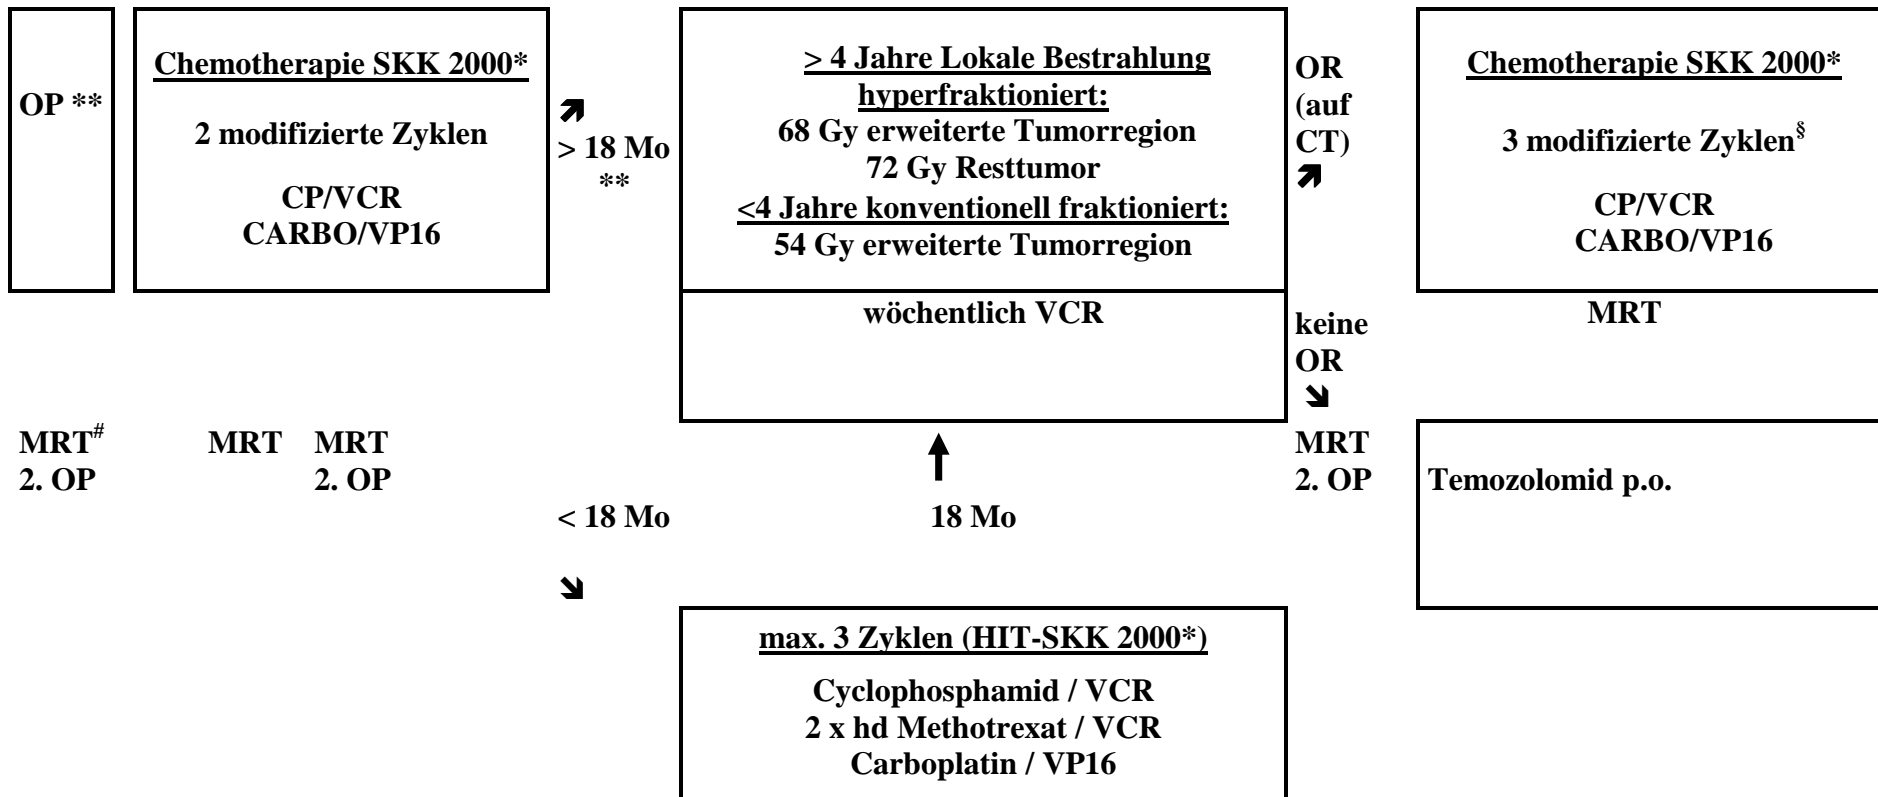 OP **
Chemotherapie SKK 2000*
2 modifizierte Zyklen
CP/VCR
CARBO/VP16
> 18 Mo
**
> 4 Jahre Lokale Bestrahlung
hyperfraktioniert:
68 Gy erweiterte Tumorregion
72 Gy Resttumor
<4 Jahre konventionell fraktioniert:
54 Gy erweiterte Tumorregion
wöchentlich VCR
OR
(auf
CT)
Chemotherapie SKK 2000*
3 modifizierte Zyklen§
CP/VCR
CARBO/VP16
MRT
keine
OR
MRT#
2. OP
MRT
MRT
2. OP
MRT
2. OP
Temozolomid p.o.
< 18 Mo
18 Mo
max. 3 Zyklen (HIT-SKK 2000*)
Cyclophosphamid / VCR
2 x hd Methotrexat / VCR
Carboplatin / VP16